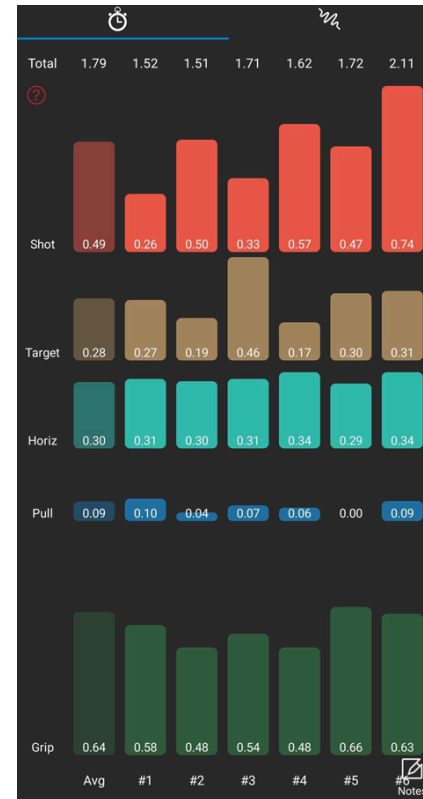 Total 1.79 1.52 1.51 1.71 1.62 1.72 2.11
?
Shot 0.49 0.26 0.50 0.33 0.57 0.47 0.74
Target 0.28 0.27 0.19 0.46 0.17 0.30 0.31
Horiz 0.30 0.31 0.30 0.31 0.34 0.29 0.34
Pull 0.09 0.10 0.04 0.07 0.06 0.00 0.09
Grip 0.64 0.58 0.48 0.54 0.48 0.66 0.63
Avg #1 #2 #3 #4 #5 #6
Notes